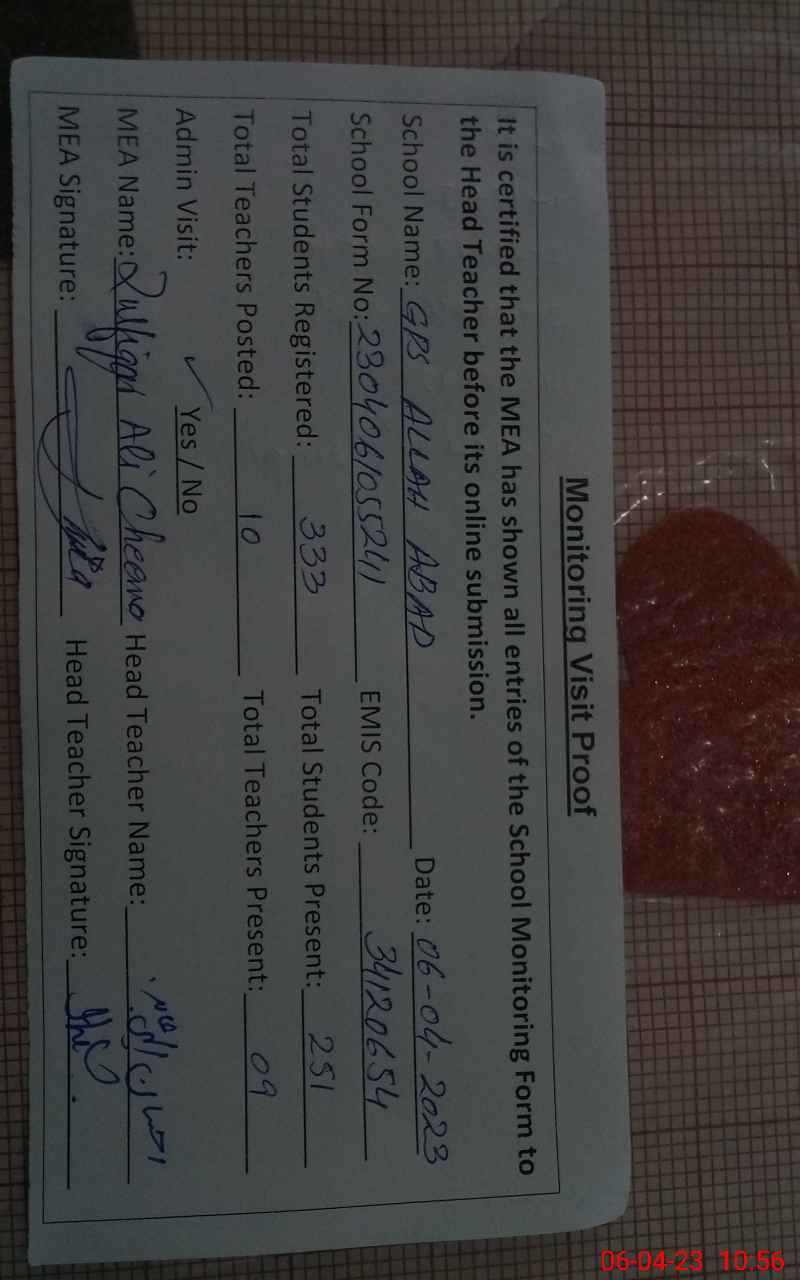 Monitoring Visit Proof
It is certified that the MEA has shown all entries of the School Monitoring Form to
the Head Teacher before its online submission.
School Name: GPS ALLAH ABAD Date: 06-04-2023
School Form No: 230406105524 1 EMIS Code: 34120654
Total Students Registered: 333 Total Students Present: 251
Total Teachers Posted: 10 Total Teachers Present: 09
Admin Visit: ✓ Yes / No
MEA Name: Zulfiqar Ali Cheema Head Teacher Name:
MEA Signature: Head Teacher Signature:
06-04-23 10:56